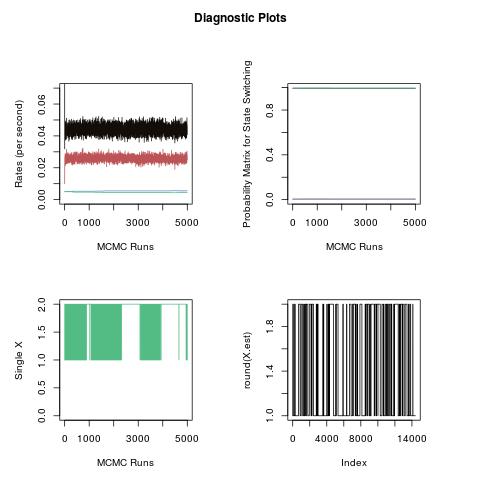 Diagnostic Plots
Rates (per second)
0.00 0.02 0.04 0.06
0 1000 3000 5000
MCMC Runs
Probability Matrix for State Switching
0.0 0.4 0.8
0 1000 3000 5000
MCMC Runs
Single X
0.0 0.5 1.0 1.5 2.0
0 1000 3000 5000
MCMC Runs
round(X.est)
1.0 1.4 1.8
0 4000 8000 14000
Index